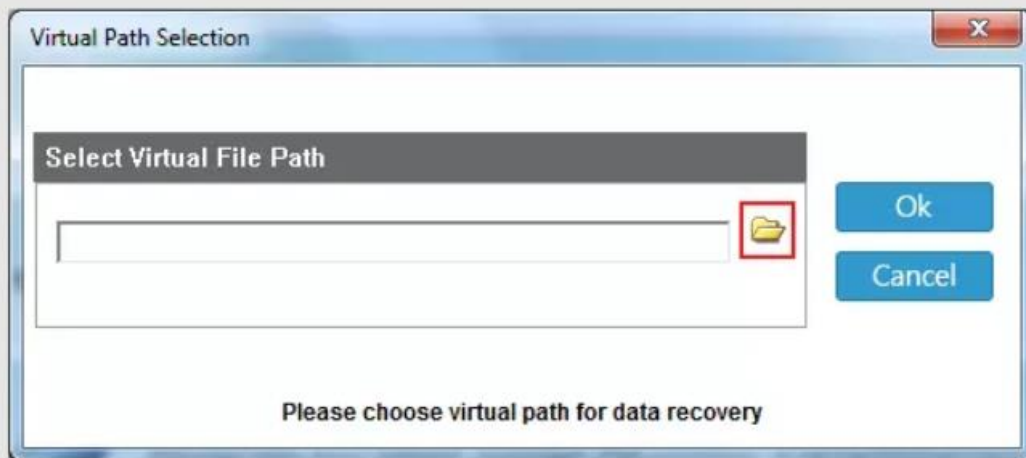 Virtual Path Selection
Select Virtual File Path
Ok
Cancel
Please choose virtual path for data recovery